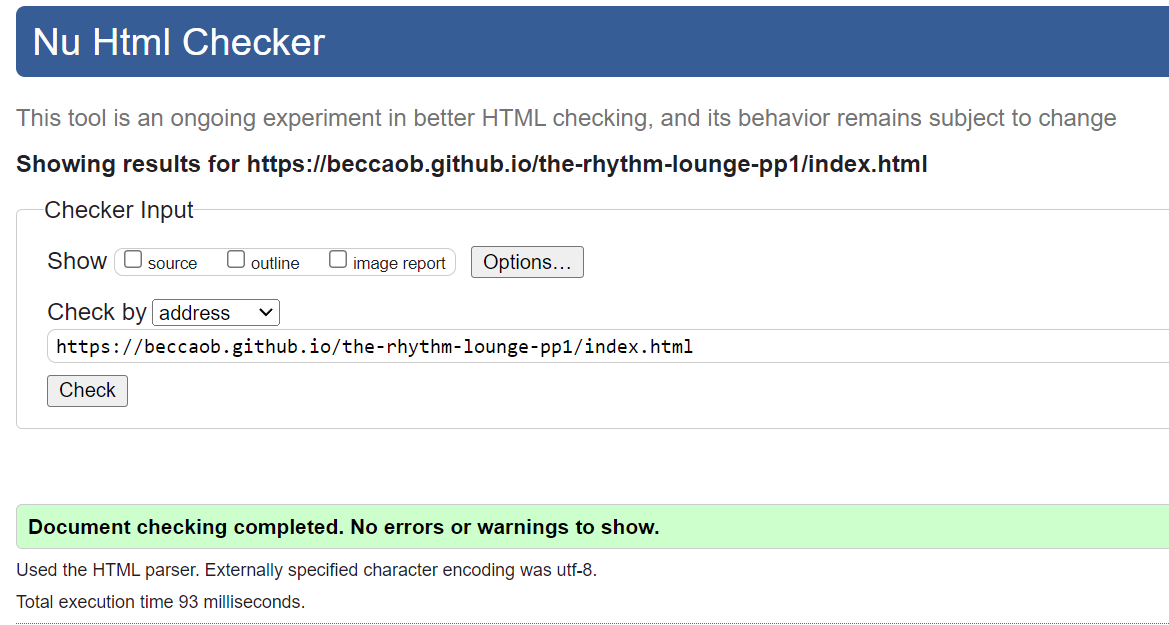 Nu Html Checker
This tool is an ongoing experiment in better HTML checking, and its behavior remains subject to change
Showing results for https://beccaob.github.io/the-rhythm-lounge-pp1/index.html
Checker Input
Show source outline image report Options...
Check by address
https://beccaob.github.io/the-rhythm-lounge-pp1/index.html
Check
Document checking completed. No errors or warnings to show.
Used the HTML parser. Externally specified character encoding was utf-8.
Total execution time 93 milliseconds.